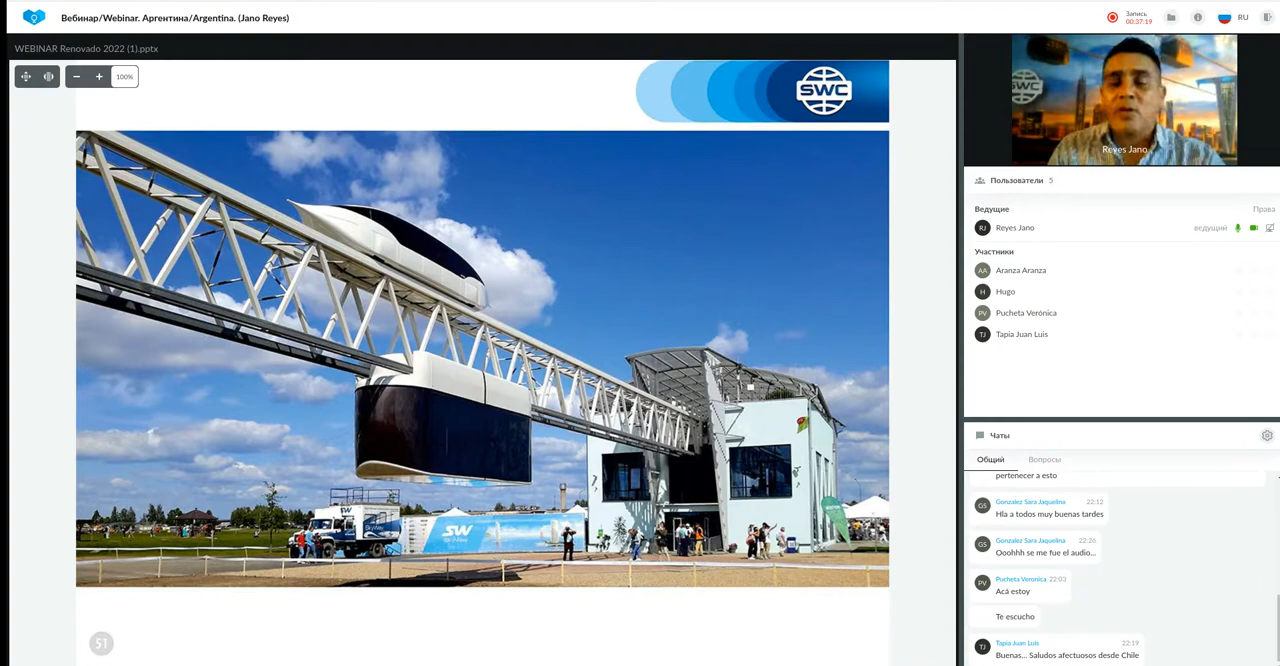 Вебинар/Webinar. Аргентина/Argentina. (Jano Reyes)
Запись
00:37:19
RU
WEBINAR Renovado 2022 (1).pptx
100%
SWC
SW
SkyWay
SW
51
SWC
Reyes Jano
Пользователи 5
Ведущие
Права
RJ
Reyes Jano
ведущий
Участники
AA
Aranza Aranza
H
Hugo
PV
Pucheta Verónica
TJ
Tapia Juan Luis
Чаты
Общий
Вопросы
pertenecer a esto
GS
Gonzalez Sara Jaquelina 22:12
Hla a todos muy buenas tardes
GS
Gonzalez Sara Jaquelina 22:26
Ooohhh se me fue el audio...
PV
Pucheta Veronica 22:03
Acá estoy
Te escucho
TJ
Tapia Juan Luis 22:19
Buenas... Saludos afectuosos desde Chile